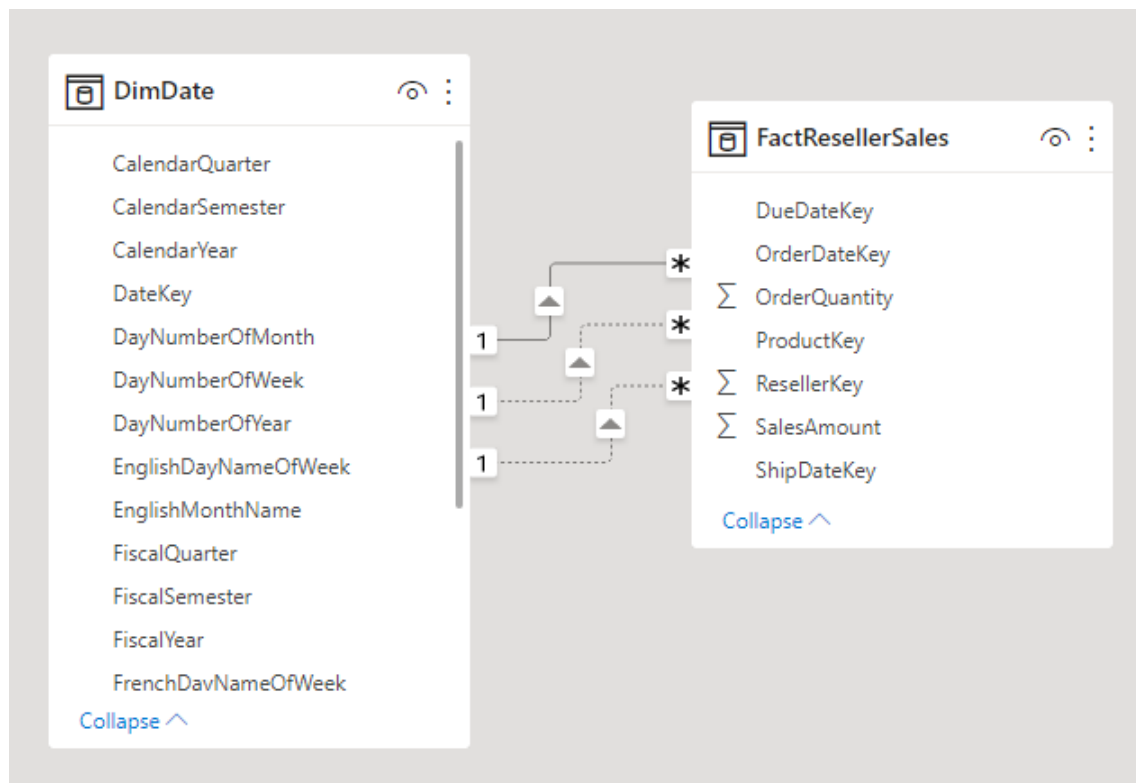 DimDate
CalendarQuarter
CalendarSemester
CalendarYear
DateKey
DayNumberOfMonth
DayNumberOfWeek
DayNumberOfYear
EnglishDayNameOfWeek
EnglishMonthName
FiscalQuarter
FiscalSemester
FiscalYear
FrenchDayNameOfWeek
Collapse
1
1
1
*
*
*
FactResellerSales
DueDateKey
OrderDateKey
Σ OrderQuantity
ProductKey
Σ ResellerKey
Σ SalesAmount
ShipDateKey
Collapse